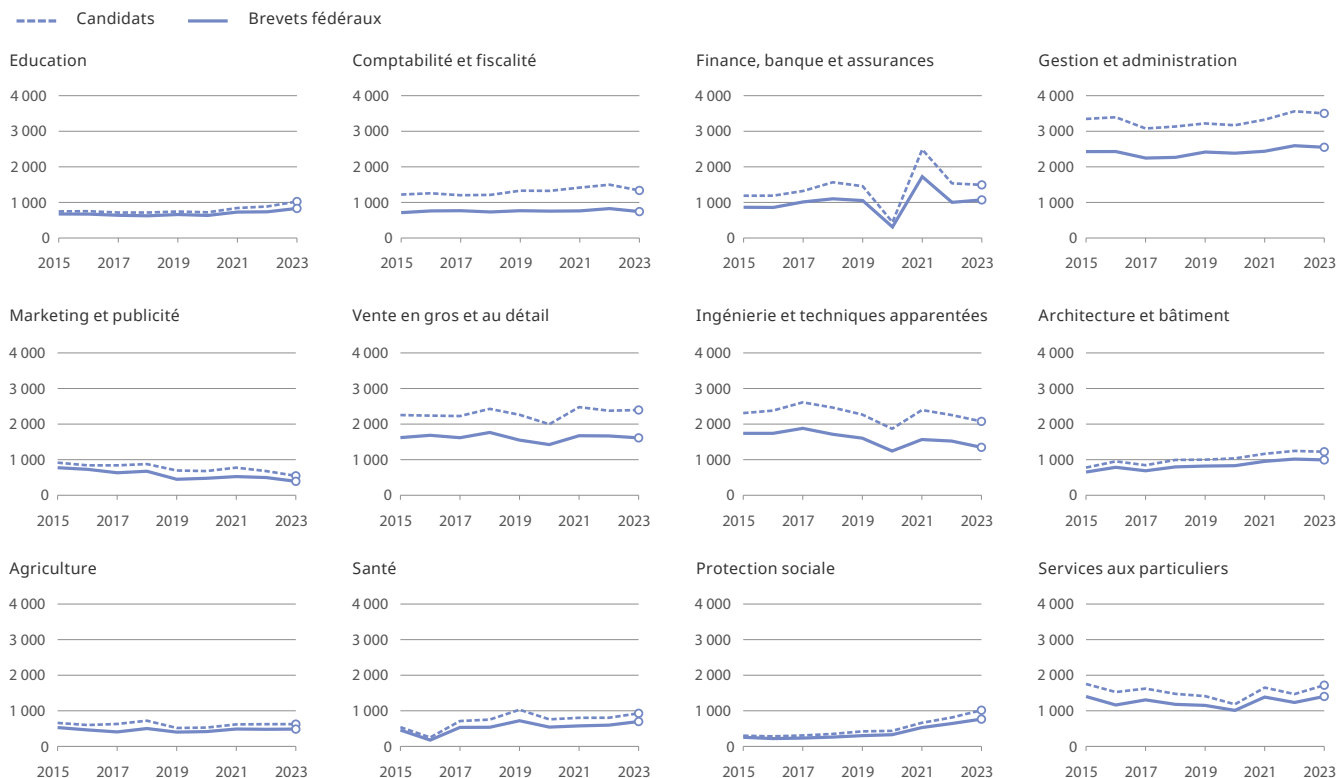 Candidats Brevets fédéraux
Education
4 000
3 000
2 000
1 000
0
2015 2017 2019 2021 2023
Comptabilité et fiscalité
4 000
3 000
2 000
1 000
0
2015 2017 2019 2021 2023
Finance, banque et assurances
4 000
3 000
2 000
1 000
0
2015 2017 2019 2021 2023
Gestion et administration
4 000
3 000
2 000
1 000
0
2015 2017 2019 2021 2023
Marketing et publicité
4 000
3 000
2 000
1 000
0
2015 2017 2019 2021 2023
Vente en gros et au détail
4 000
3 000
2 000
1 000
0
2015 2017 2019 2021 2023
Ingénierie et techniques apparentées
4 000
3 000
2 000
1 000
0
2015 2017 2019 2021 2023
Architecture et bâtiment
4 000
3 000
2 000
1 000
0
2015 2017 2019 2021 2023
Agriculture
4 000
3 000
2 000
1 000
0
2015 2017 2019 2021 2023
Santé
4 000
3 000
2 000
1 000
0
2015 2017 2019 2021 2023
Protection sociale
4 000
3 000
2 000
1 000
0
2015 2017 2019 2021 2023
Services aux particuliers
4 000
3 000
2 000
1 000
0
2015 2017 2019 2021 2023